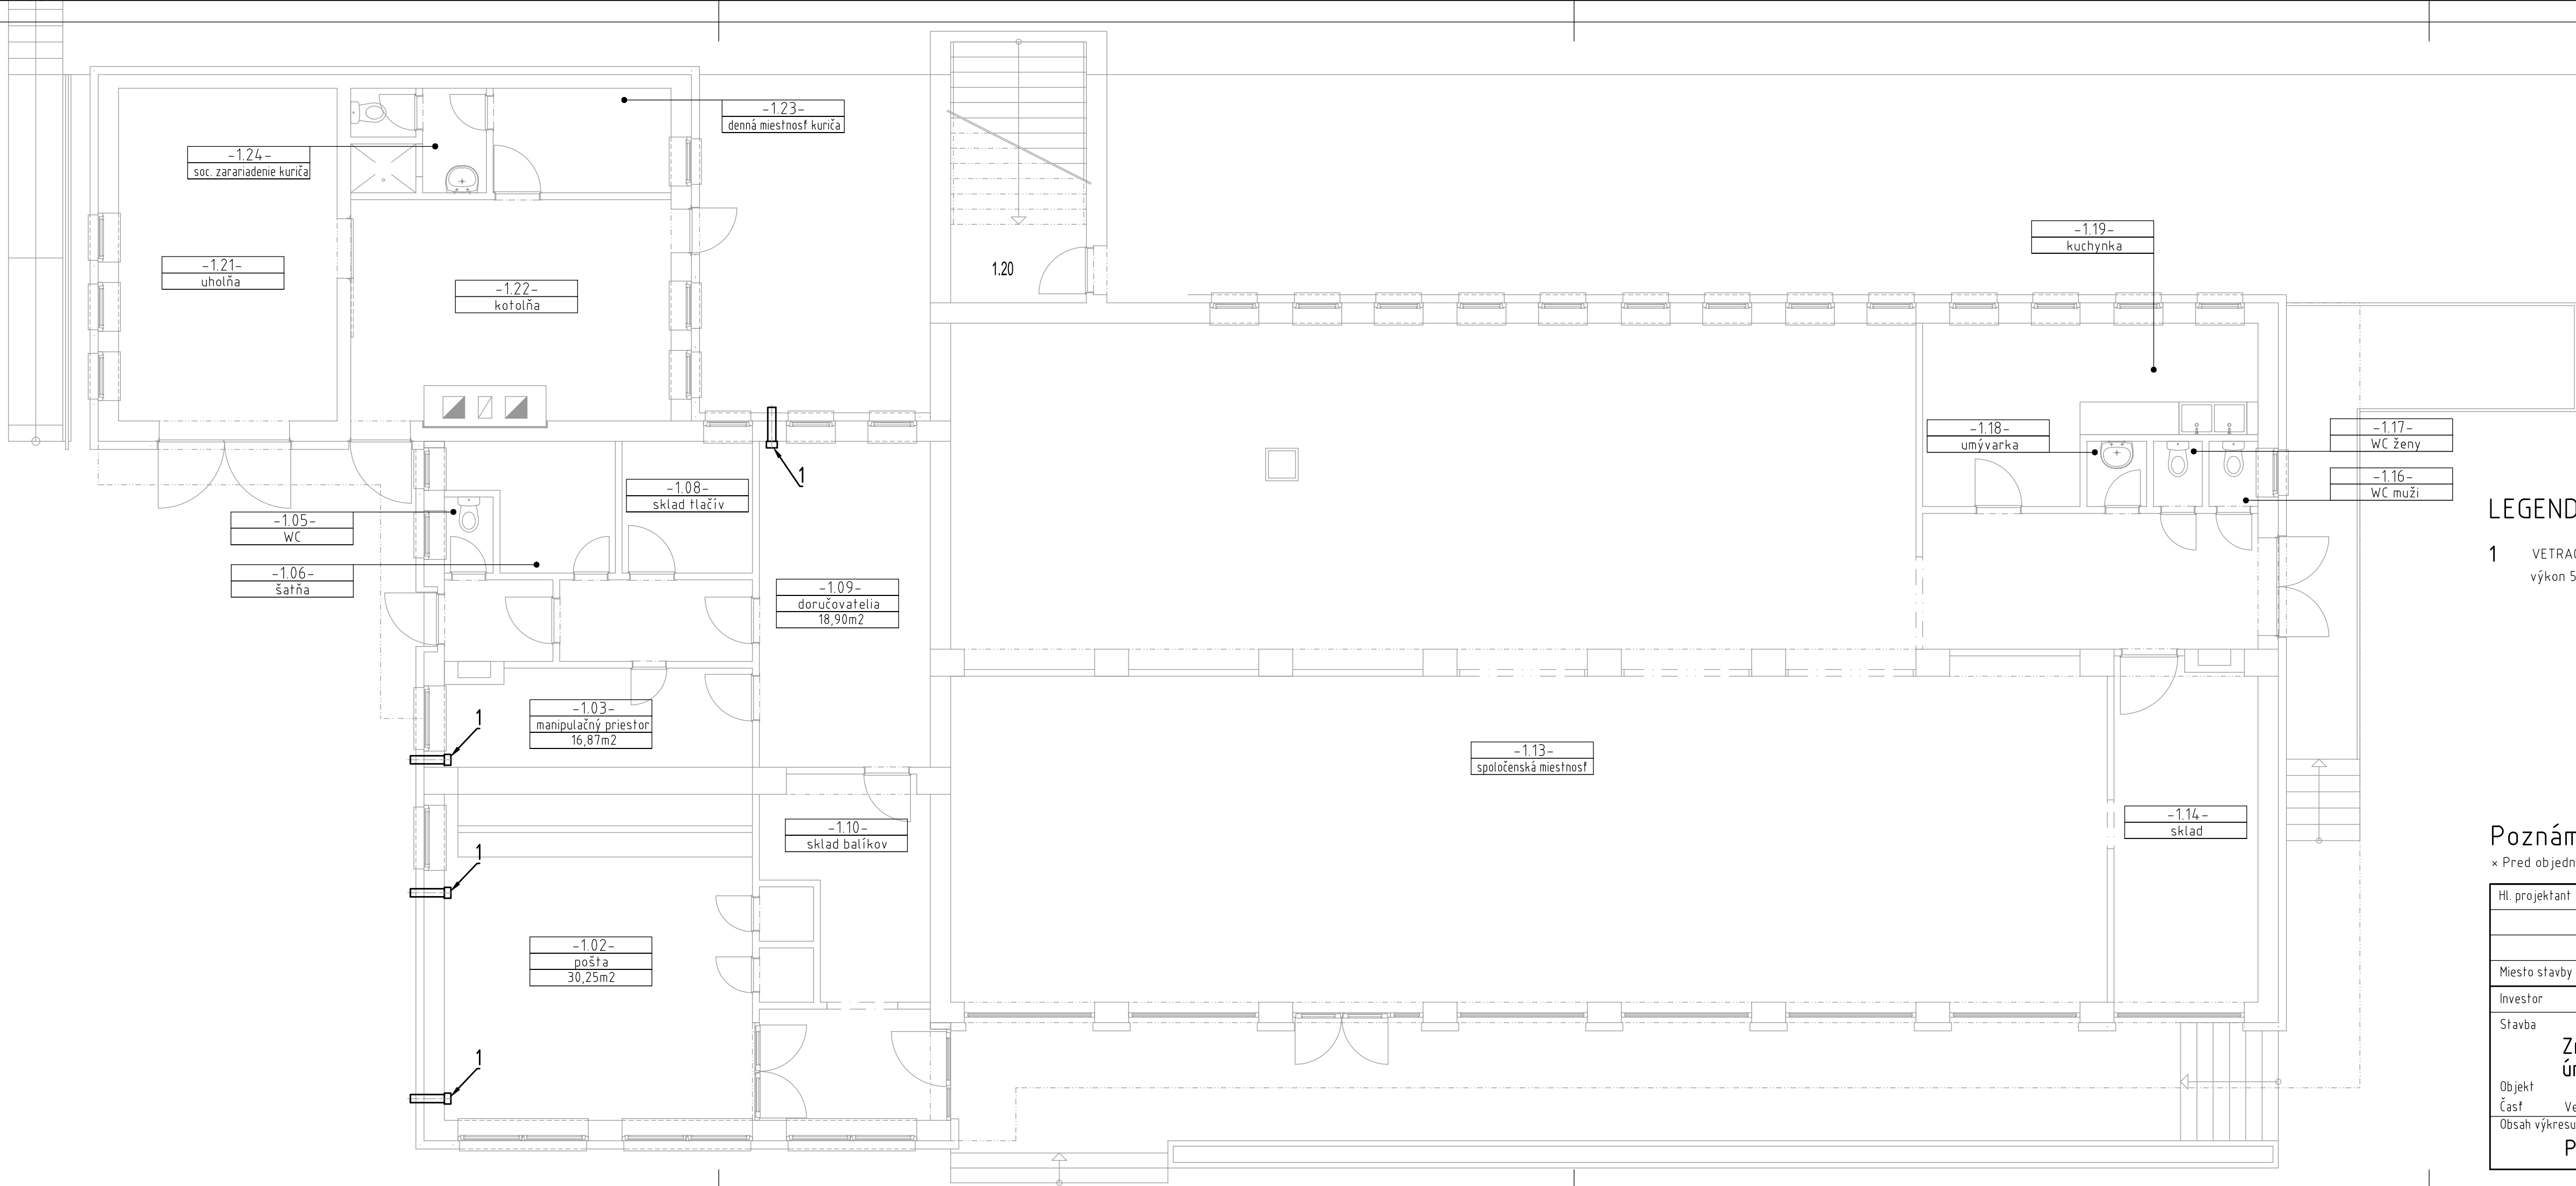 -1.23-
denná miestnosť kuriča
-1.24-
soc. zarariadenie kuriča
-1.19-
kuchynka
-1.21-
uholňa
1.20
-1.22-
kotolňa
-1.18-
umývarka
-1.17-
WC ženy
1
-1.08-
sklad tlačív
-1.16-
WC muži
-1.05-
WC
LEGEND
1 VETRAC
výkon 5
-1.06-
šatňa
-1.09-
doručovatelia
18,90m2
-1.03-
manipulačný priestor
16,87m2
1
-1.13-
spoločenská miestnosť
-1.10-
sklad balíkov
-1.14-
sklad
Poznám
× Pred objedn
1
Hl. projektant
-1.02-
pošta
30,25m2
Miesto stavby
Investor
Stavba
1
Objekt
Časť Ve
Obsah výkresu
P